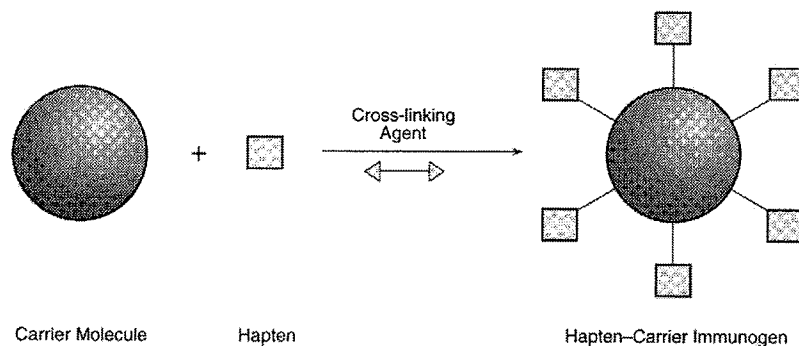 Cross-linking
Agent
+
Carrier Molecule
Hapten
Hapten–Carrier Immunogen